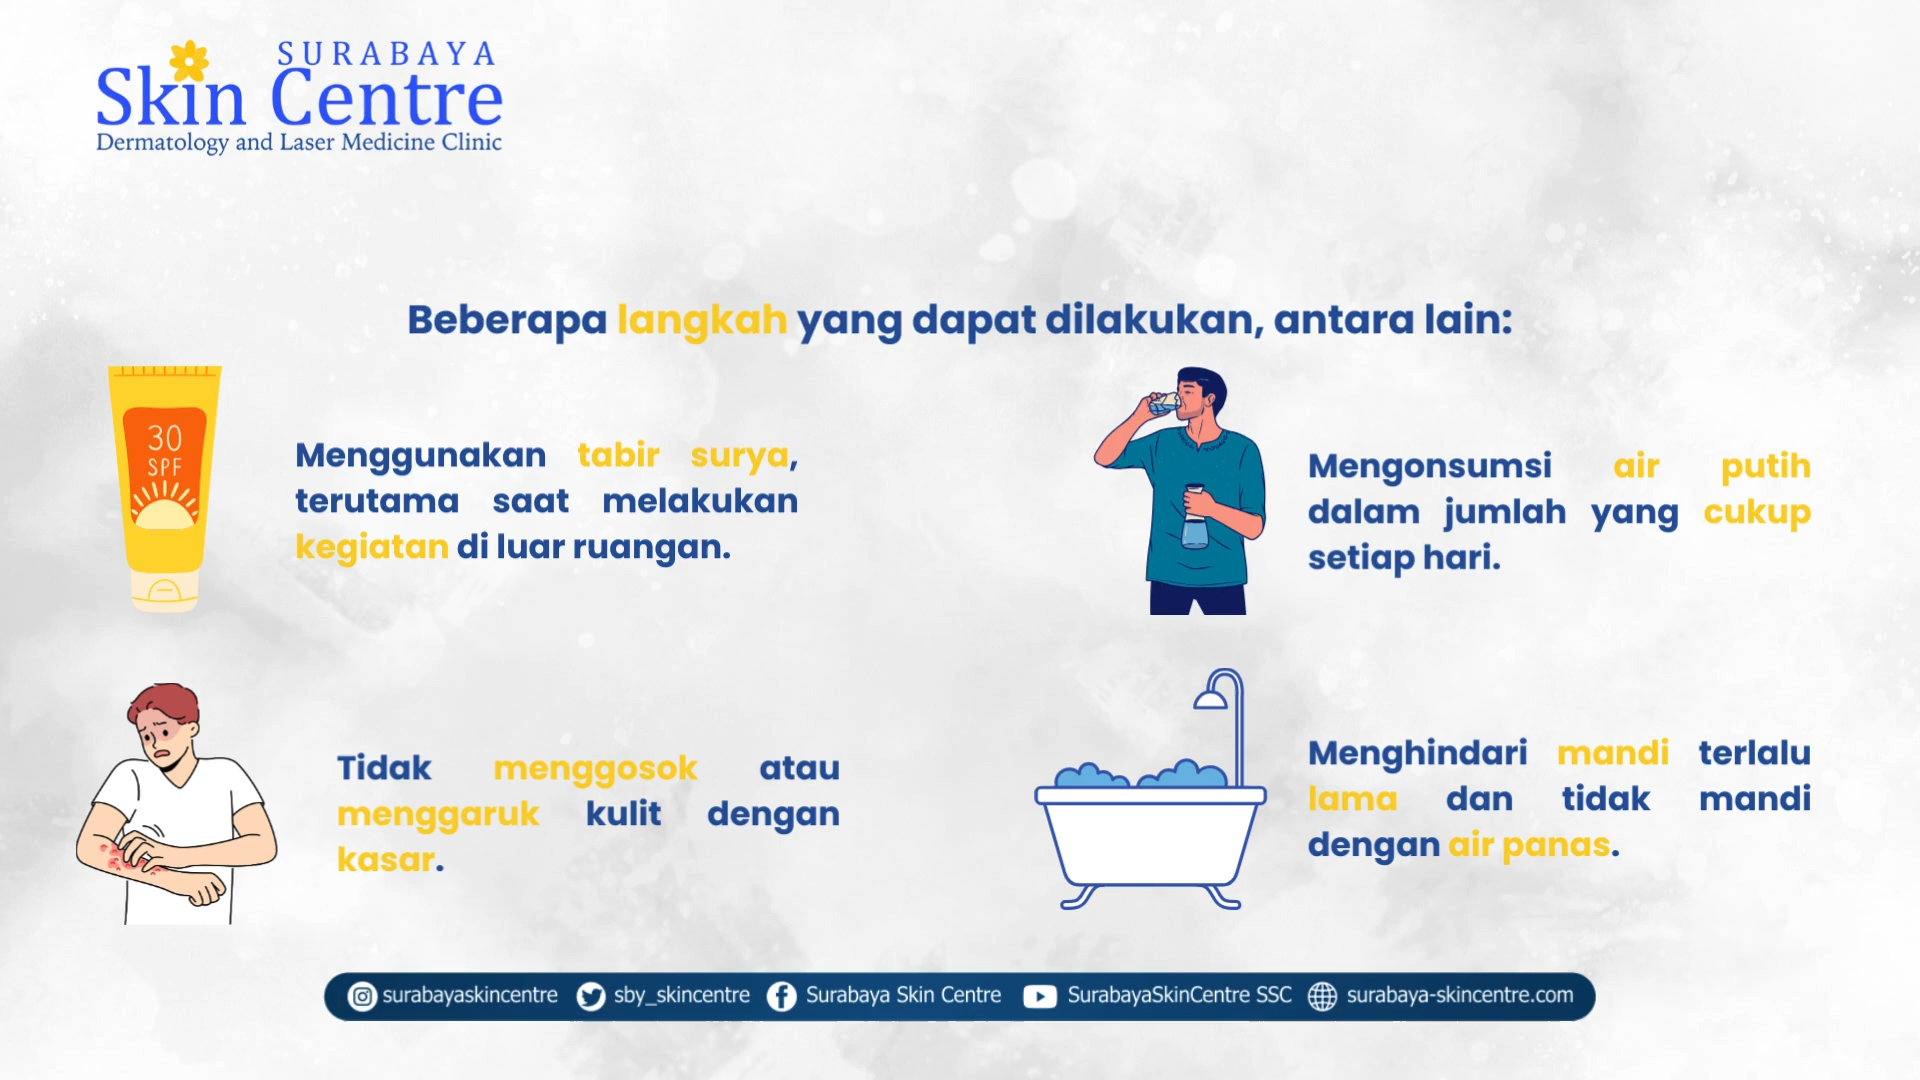 SURABAYA
Skin Centre
Dermatology and Laser Medicine Clinic
Beberapa langkah yang dapat dilakukan, antara lain:
30
SPF
Menggunakan tabir surya,
terutama saat melakukan
kegiatan di luar ruangan.
Mengonsumsi air putih
dalam jumlah yang cukup
setiap hari.
Tidak menggosok atau
menggaruk kulit dengan
kasar.
Menghindari mandi terlalu
lama dan tidak mandi
dengan air panas.
surabayaskincentre sby_skincentre Surabaya Skin Centre SurabayaSkinCentre SSC surabaya-skincentre.com